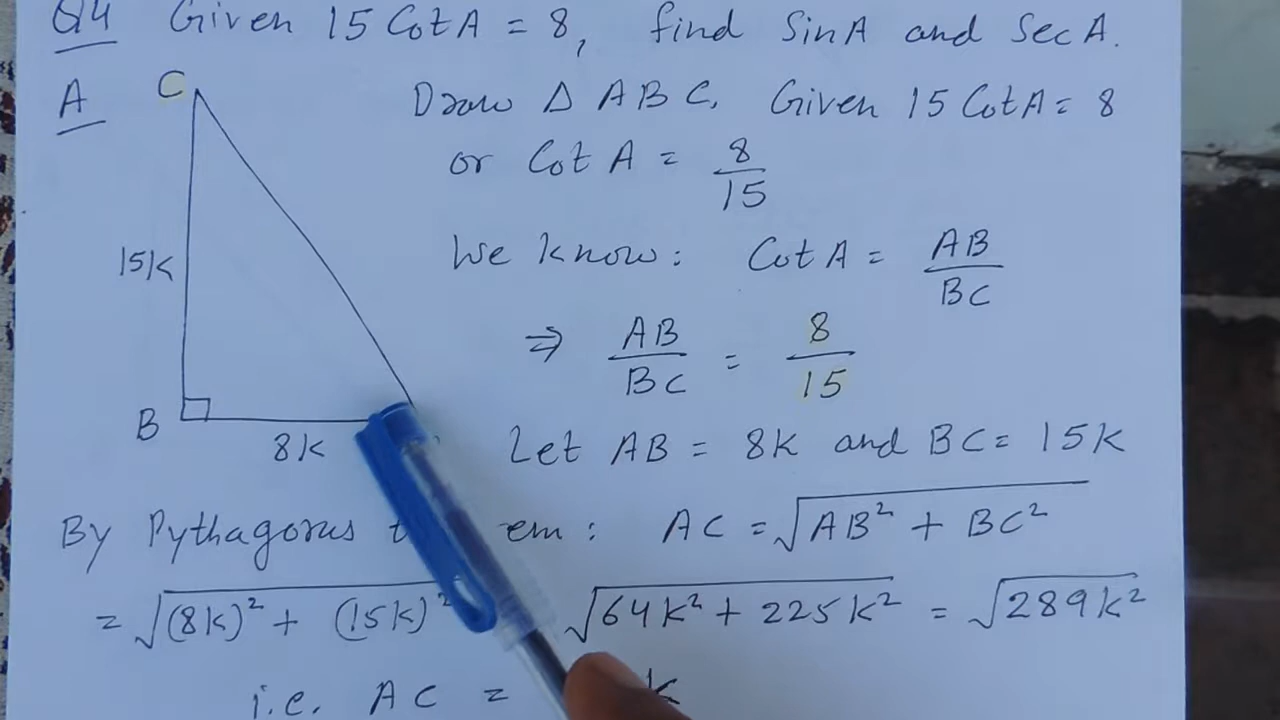 Q4 Given 15 Cot A = 8, find Sin A and Sec A.
A
C
15k
B
8k
Draw Δ ABC. Given 15 Cot A = 8
or Cot A = 8/15
We know: Cot A = AB/BC
⇒ AB/BC = 8/15
Let AB = 8k and BC = 15k
By Pythagorus em: AC = √(AB² + BC²)
= √((8k)² + (15k)²) √(64k² + 225k²) = √(289k²)
i.e. AC = k